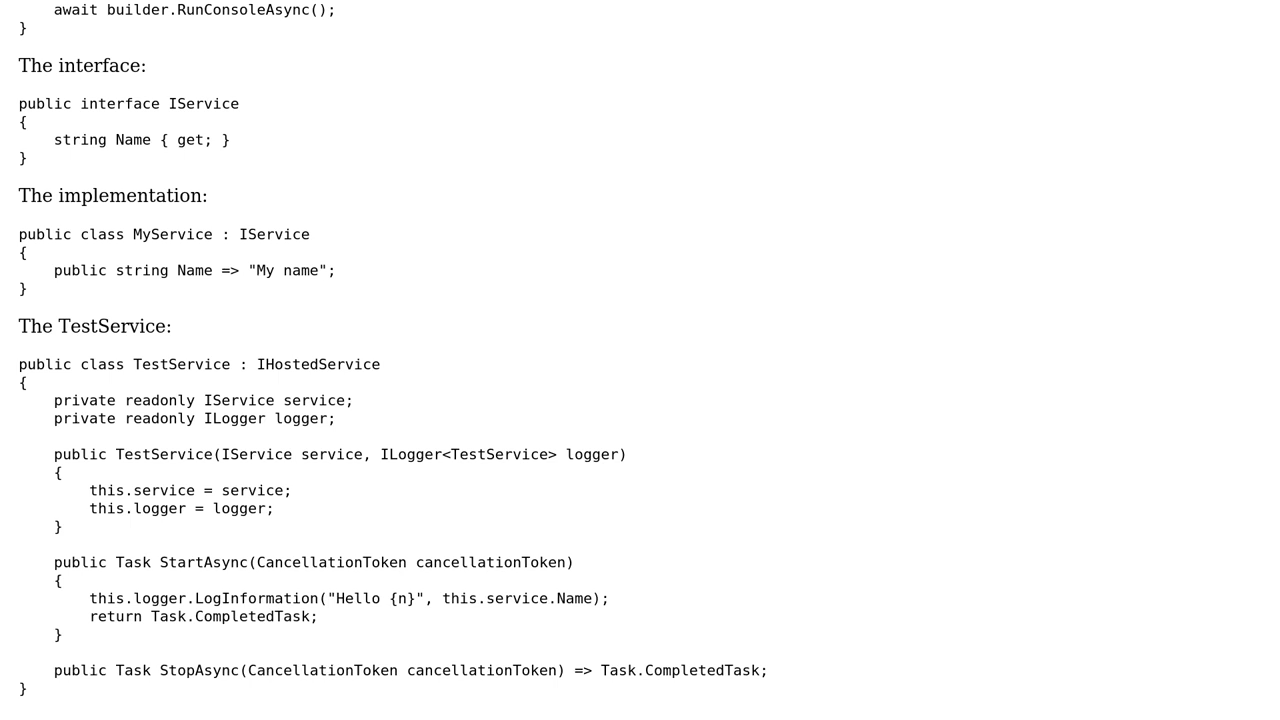 await builder.RunConsoleAsync();
}
The interface:
public interface IService
{
    string Name { get; }
}
The implementation:
public class MyService : IService
{
    public string Name => "My name";
}
The TestService:
public class TestService : IHostedService
{
    private readonly IService service;
    private readonly ILogger logger;

    public TestService(IService service, ILogger<TestService> logger)
    {
        this.service = service;
        this.logger = logger;
    }

    public Task StartAsync(CancellationToken cancellationToken)
    {
        this.logger.LogInformation("Hello {n}", this.service.Name);
        return Task.CompletedTask;
    }

    public Task StopAsync(CancellationToken cancellationToken) => Task.CompletedTask;
}